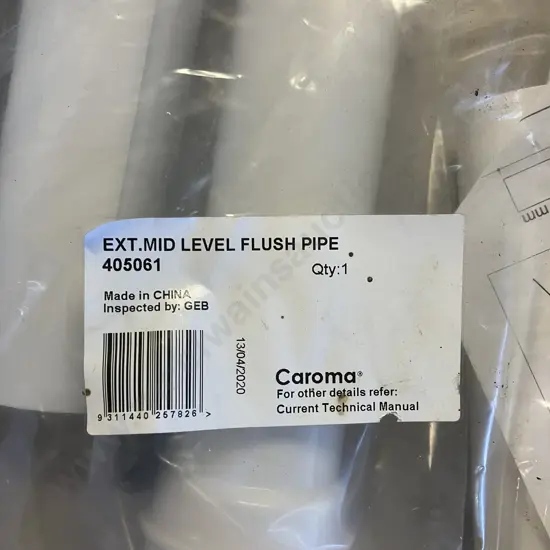 EXT.MID LEVEL FLUSH PIPE
405061
Qty:1
Made in CHINA
Inspected by: GEB
13/04/2020
9 311440 257826 >
Caroma®
For other details refer:
Current Technical Manual
mm